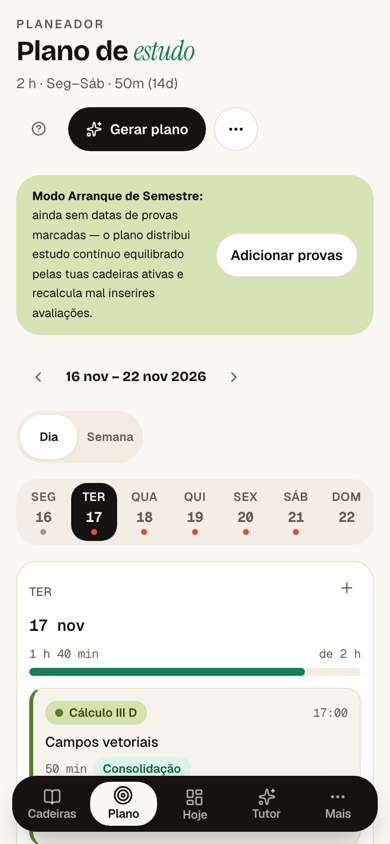 PLANEADOR
Plano de estudo
2 h · Seg–Sáb · 50m (14d)
Gerar plano
Modo Arranque de Semestre:
ainda sem datas de provas
marcadas — o plano distribui
estudo contínuo equilibrado
pelas tuas cadeiras ativas e
recalcula mal inserires
avaliações.
Adicionar provas
16 nov – 22 nov 2026
Dia Semana
SEG TER QUA QUI SEX SÁB DOM
16 17 18 19 20 21 22
TER
17 nov
1 h 40 min de 2 h
Cálculo III D 17:00
Campos vetoriais
50 min Consolidação
Cadeiras Plano Hoje Tutor Mais